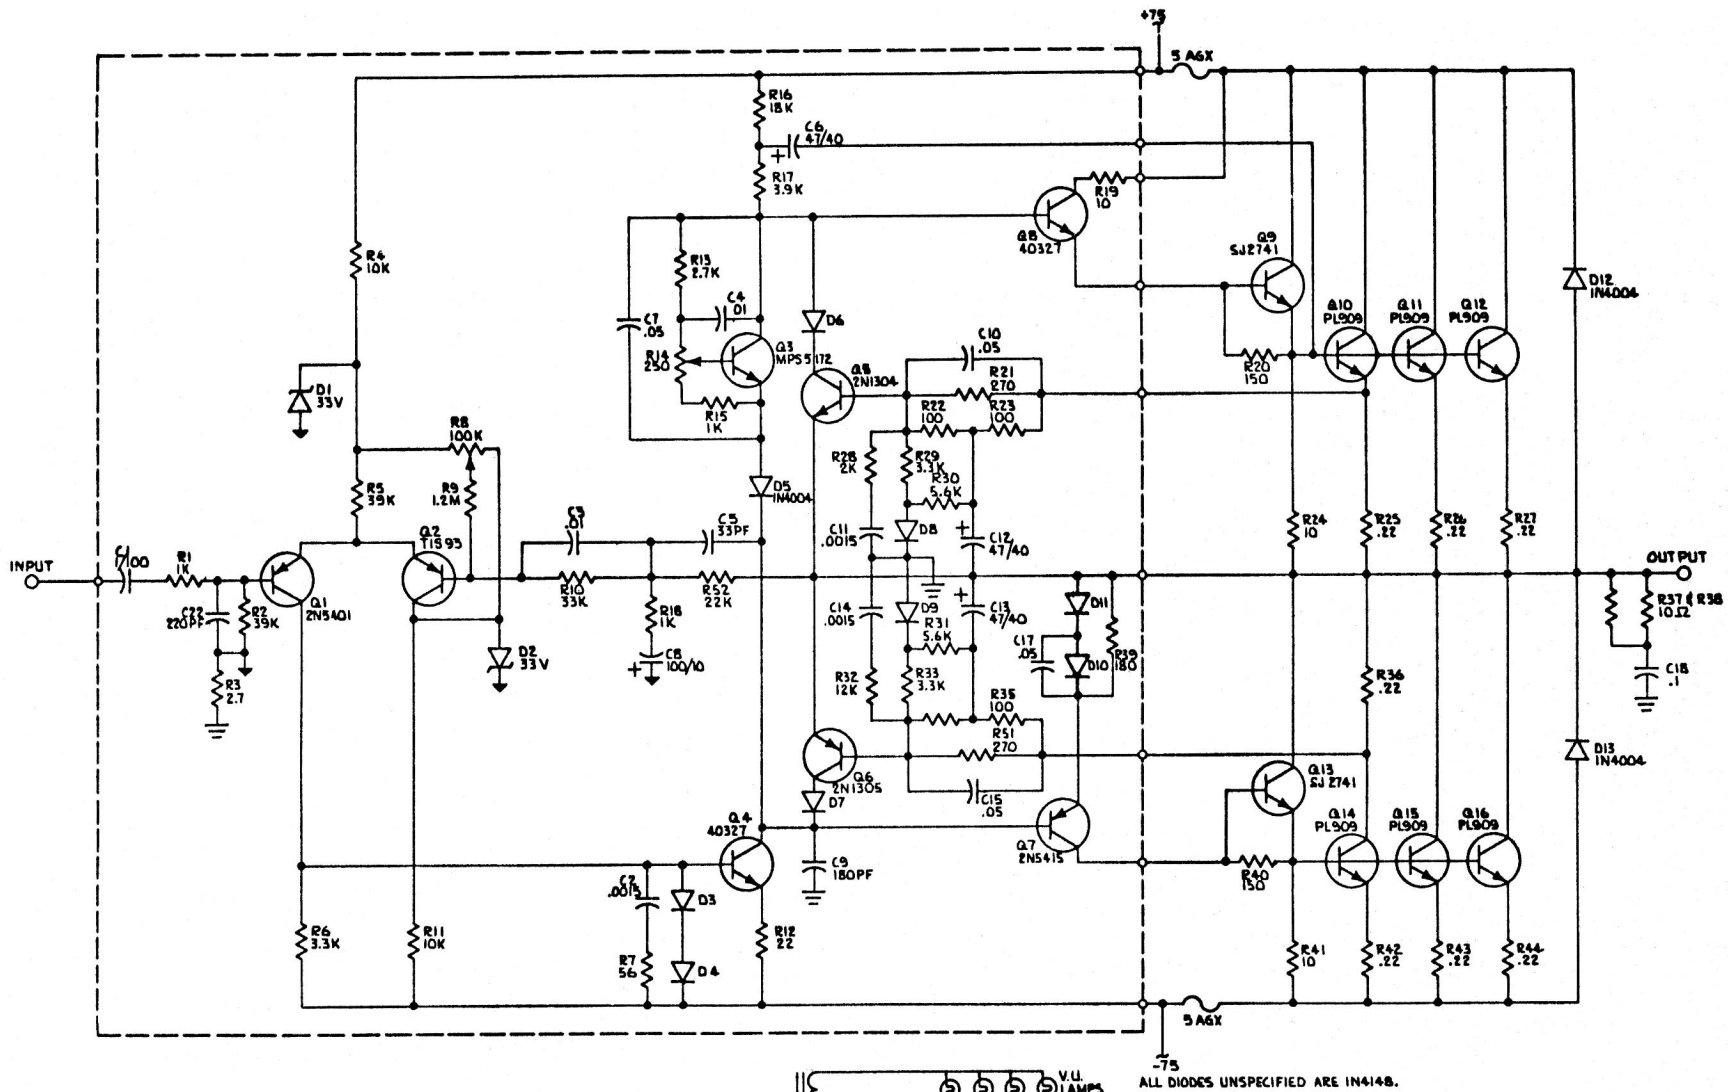 +75
5 AGX
R16
18K
C6
47/40
+
R17
3.9K
R19
10
Q8
40327
Q9
SJ2741
R4
10K
R13
2.7K
C4
.01
C7
.05
D6
Q3
MPS5172
R14
250
R15
1K
C10
.05
Q5
2N1304
R21
270
R22
100
R23
100
R20
150
Q10
PL909
Q11
PL909
Q12
PL909
D12
1N4004
D1
33V
R8
100K
R9
1.2M
R5
39K
D5
1N4004
R28
2K
R29
3.3K
R30
5.6K
C11
.0015
D8
+
C12
47/40
R24
10
R25
.22
R26
.22
R27
.22
INPUT
100
R1
1K
Q2
TIS93
C3
.01
C5
33PF
OUTPUT
C22
220PF
R2
39K
Q1
2N5401
R10
33K
R52
22K
R18
1K
C14
.0015
D9
+
C13
47/40
R31
5.6K
D11
C17
.05
D10
R39
180
R37 & R38
10Ω
R3
2.7
D2
33V
+
C8
100/10
R32
12K
R33
3.3K
R35
100
R51
270
R36
.22
C18
.1
Q6
2N1305
D7
C15
.05
Q13
SJ2741
D13
1N4004
Q4
40327
Q7
2N5415
Q14
PL909
Q15
PL909
Q16
PL909
C9
180PF
R40
150
C2
.0015
D3
R6
3.3K
R11
10K
R7
56
D4
R12
22
R41
10
R42
.22
R43
.22
R44
.22
5 AGX
-75
V.U.
LAMPS
ALL DIODES UNSPECIFIED ARE IN4148.